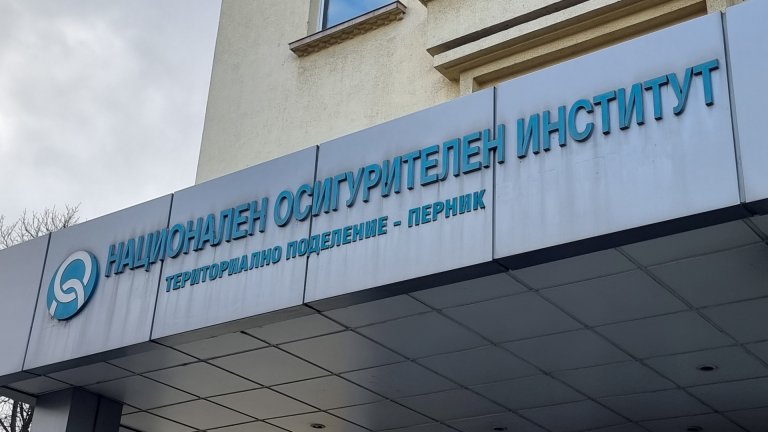 НАЦИОНАЛЕН ОСИГУРИТЕЛЕН ИНСТИТУТ
ТЕРИТОРИАЛНО ПОДЕЛЕНИЕ - ПЕРНИК